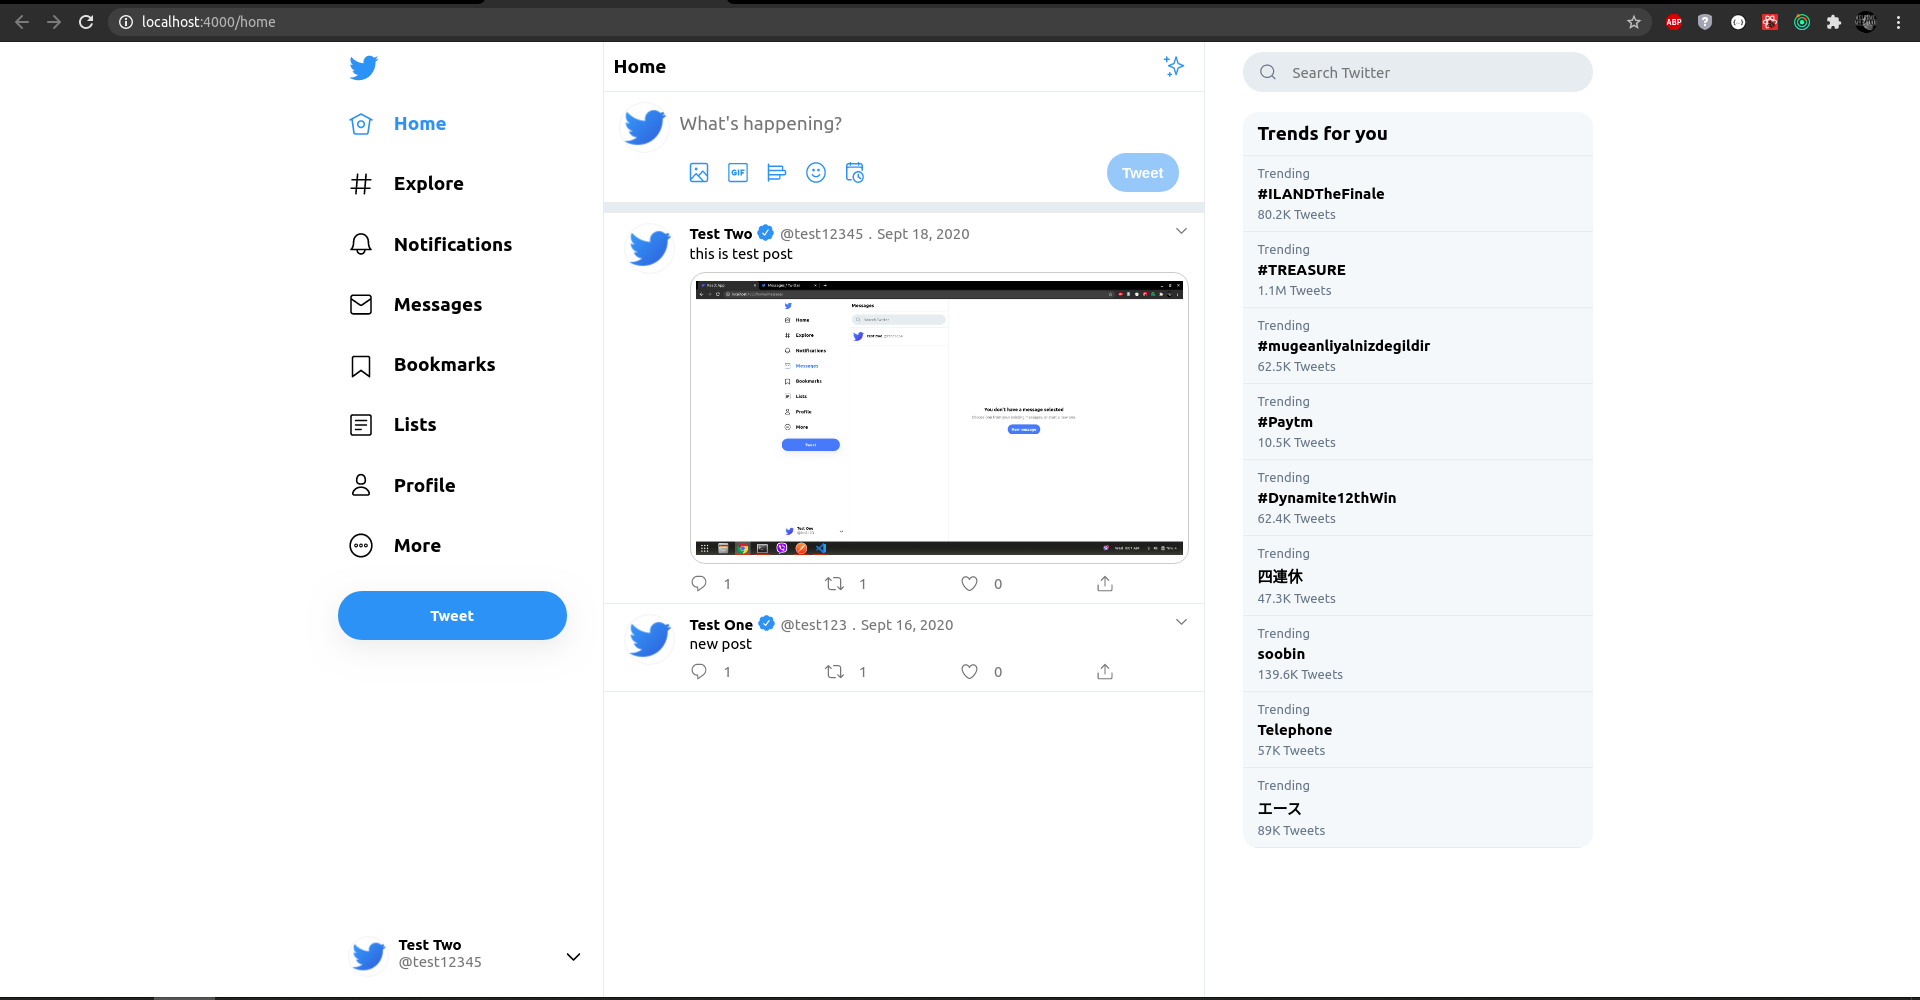 localhost:4000/home
ABP
Home
Explore
Notifications
Messages
Bookmarks
Lists
Profile
More
Tweet
Test Two
@test12345
Home
What's happening?
GIF
Tweet
Test Two @test12345 . Sept 18, 2020
this is test post
Messages
Search Twitter
Home
Explore
Notifications
Messages
Bookmarks
Lists
Profile
More
Tweet
You don't have a message selected
New message
Test One
1 1 0
Test One @test123 . Sept 16, 2020
new post
1 1 0
Search Twitter
Trends for you
Trending
#ILANDTheFinale
80.2K Tweets
Trending
#TREASURE
1.1M Tweets
Trending
#mugeanliyalnizdegildir
62.5K Tweets
Trending
#Paytm
10.5K Tweets
Trending
#Dynamite12thWin
62.4K Tweets
Trending
四連休
47.3K Tweets
Trending
soobin
139.6K Tweets
Trending
Telephone
57K Tweets
Trending
エース
89K Tweets